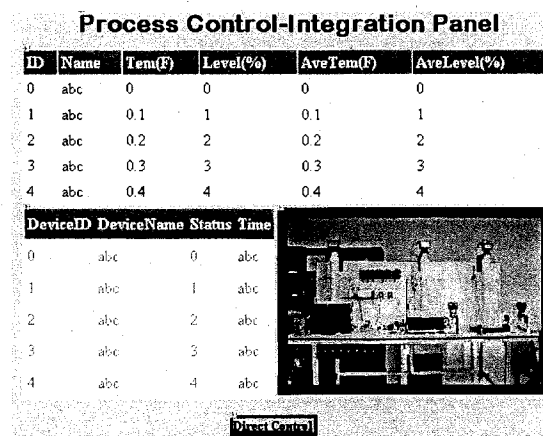 Process Control-Integration Panel
ID Name Tem(F) Level(%) AveTem(F) AveLevel(%)
0 abc 0 0 0 0
1 abc 0.1 1 0.1 1
2 abc 0.2 2 0.2 2
3 abc 0.3 3 0.3 3
4 abc 0.4 4 0.4 4
DeviceID DeviceName Status Time
0 abc 0 abc
1 abc 1 abc
2 abc 2 abc
3 abc 3 abc
4 abc 4 abc
Direct Control